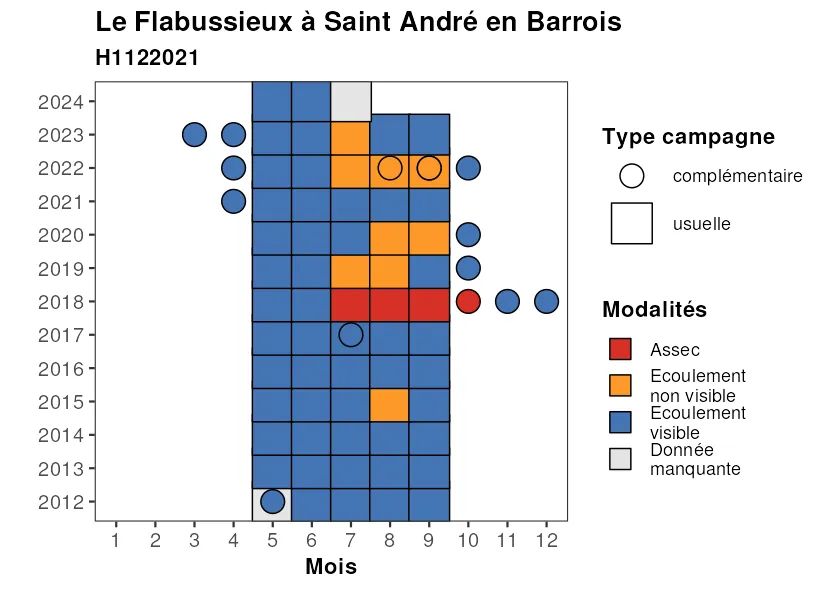 Le Flabussieux à Saint André en Barrois
H1122021
2024
2023
2022
2021
2020
2019
2018
2017
2016
2015
2014
2013
2012
1 2 3 4 5 6 7 8 9 10 11 12
Mois
Type campagne
complémentaire
usuelle
Modalités
Assec
Ecoulement
non visible
Ecoulement
visible
Donnée
manquante